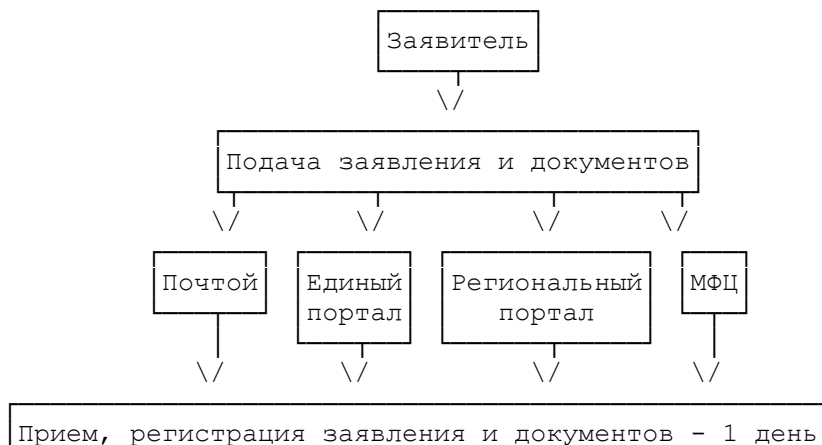 Заявитель
Подача заявления и документов
Почтой Единый Региональный МФЦ
портал портал
Прием, регистрация заявления и документов - 1 день